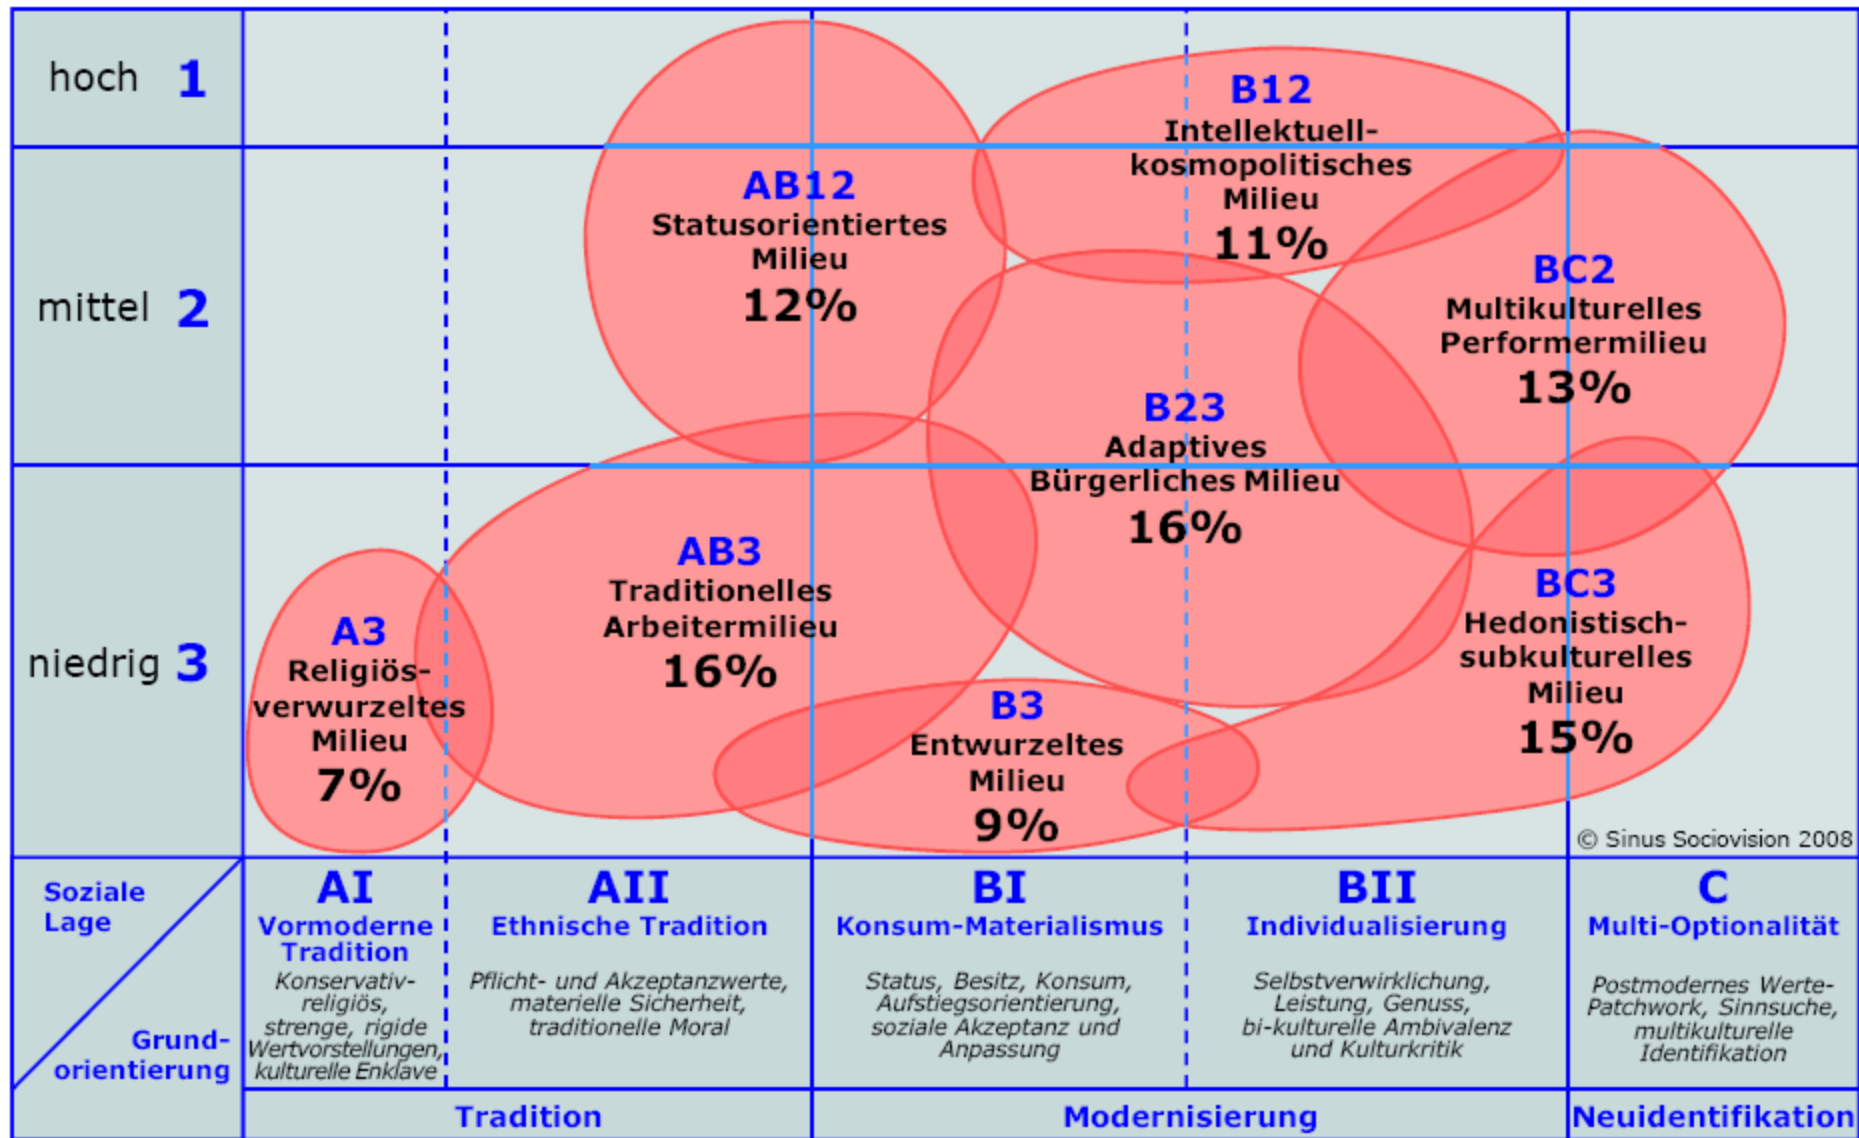 hoch 1
mittel 2
niedrig 3
B12
Intellektuell-
kosmopolitisches
Milieu
11%
AB12
Statusorientiertes
Milieu
12%
BC2
Multikulturelles
Performermilieu
13%
B23
Adaptives
Bürgerliches Milieu
16%
AB3
Traditionelles
Arbeitermilieu
16%
BC3
Hedonistisch-
subkulturelles
Milieu
15%
A3
Religiös-
verwurzeltes
Milieu
7%
B3
Entwurzeltes
Milieu
9%
© Sinus Sociovision 2008
Soziale
Lage
Grund-
orientierung
AI
Vormoderne
Tradition
Konservativ-
religiös,
strenge, rigide
Wertvorstellungen,
kulturelle Enklave
AII
Ethnische Tradition
Pflicht- und Akzeptanzwerte,
materielle Sicherheit,
traditionelle Moral
BI
Konsum-Materialismus
Status, Besitz, Konsum,
Aufstiegsorientierung,
soziale Akzeptanz und
Anpassung
BII
Individualisierung
Selbstverwirklichung,
Leistung, Genuss,
bi-kulturelle Ambivalenz
und Kulturkritik
C
Multi-Optionalität
Postmodernes Werte-
Patchwork, Sinnsuche,
multikulturelle
Identifikation
Tradition
Modernisierung
Neuidentifikation